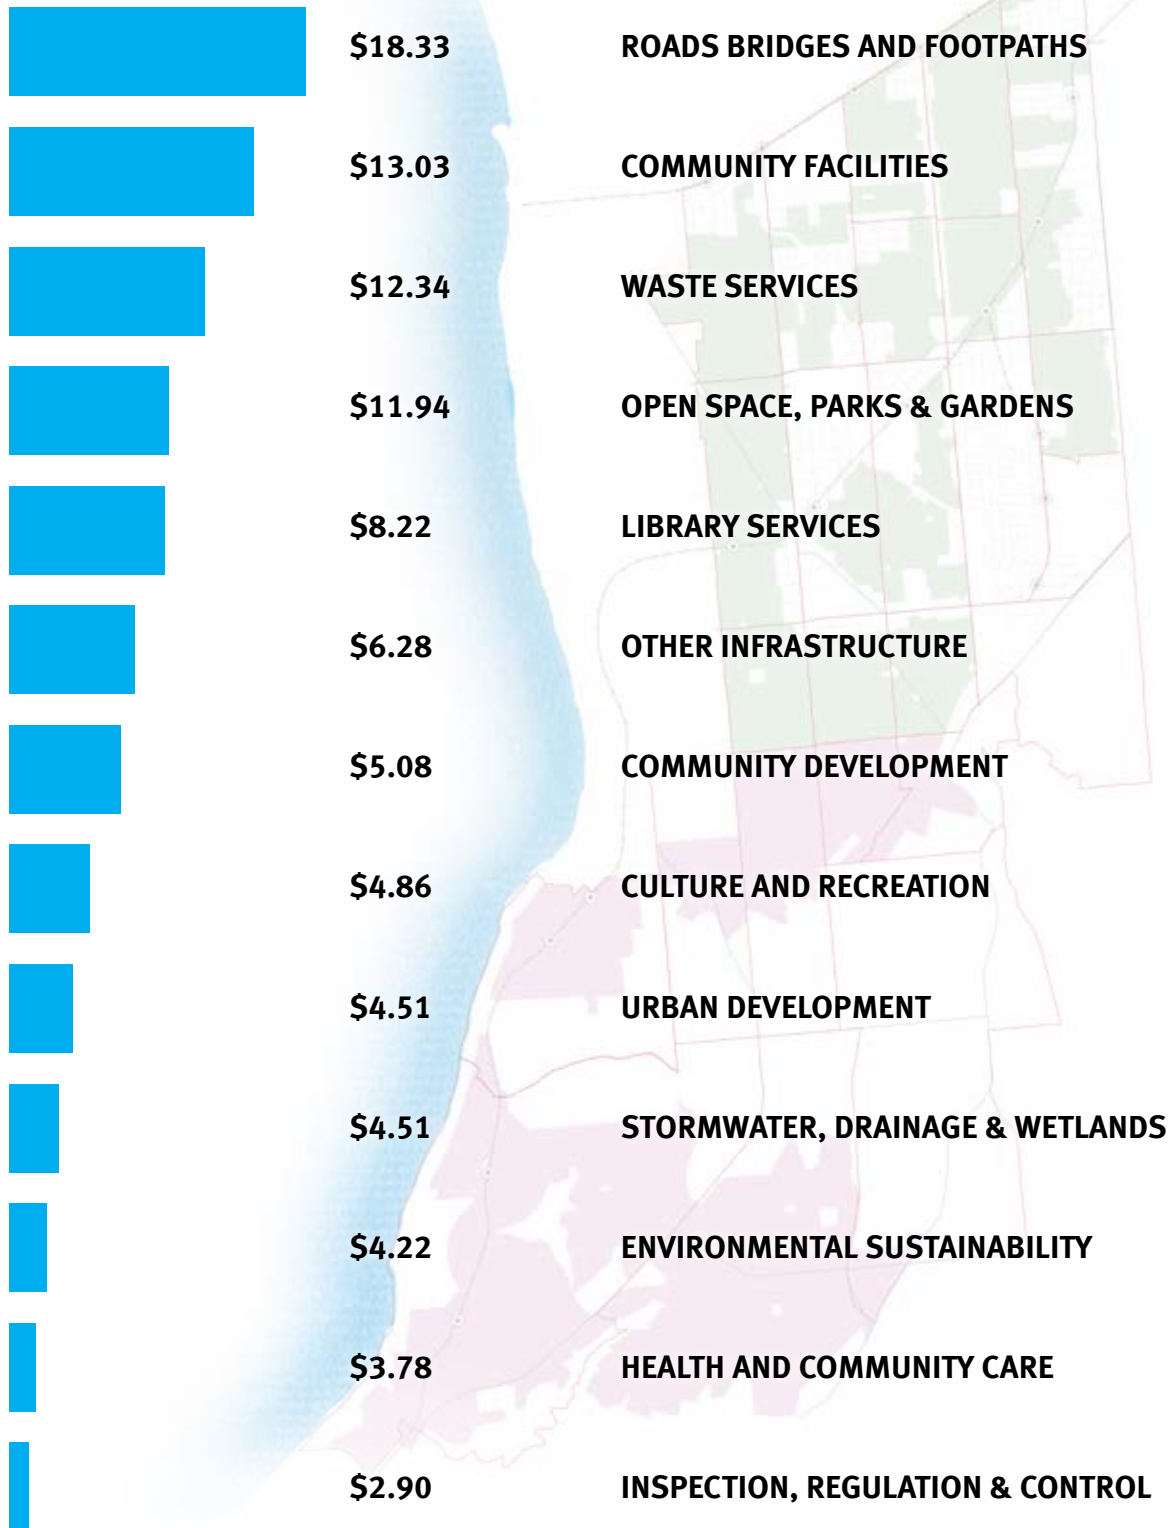 $18.33 ROADS BRIDGES AND FOOTPATHS
$13.03 COMMUNITY FACILITIES
$12.34 WASTE SERVICES
$11.94 OPEN SPACE, PARKS & GARDENS
$8.22 LIBRARY SERVICES
$6.28 OTHER INFRASTRUCTURE
$5.08 COMMUNITY DEVELOPMENT
$4.86 CULTURE AND RECREATION
$4.51 URBAN DEVELOPMENT
$4.51 STORMWATER, DRAINAGE & WETLANDS
$4.22 ENVIRONMENTAL SUSTAINABILITY
$3.78 HEALTH AND COMMUNITY CARE
$2.90 INSPECTION, REGULATION & CONTROL